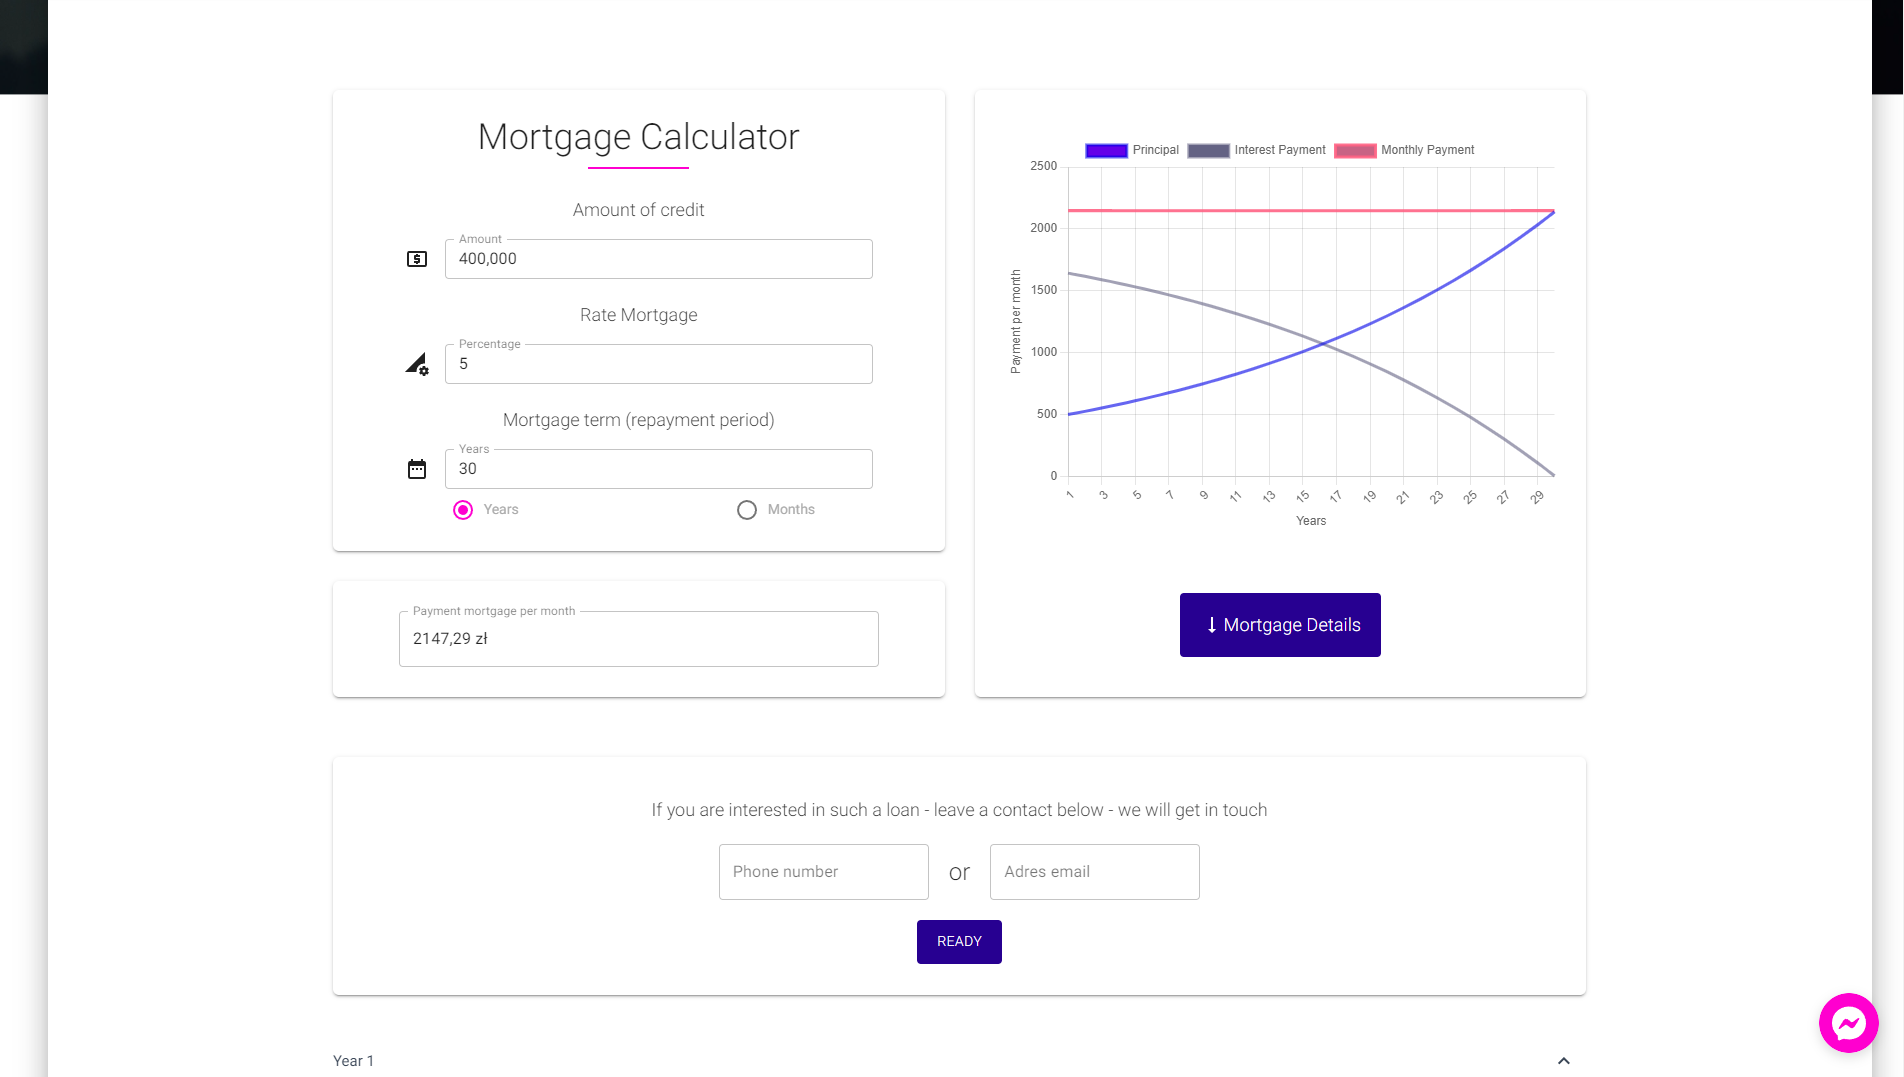 Mortgage Calculator
Amount of credit
Amount
400,000
Rate Mortgage
Percentage
5
Mortgage term (repayment period)
Years
30
Years
Months
Payment mortgage per month
2147,29 zł
Principal
Interest Payment
Monthly Payment
2500
2000
1500
1000
500
0
Payment per month
1 3 5 7 9 11 13 15 17 19 21 23 25 27 29
Years
Mortgage Details
If you are interested in such a loan - leave a contact below - we will get in touch
Phone number
or
Adres email
READY
Year 1